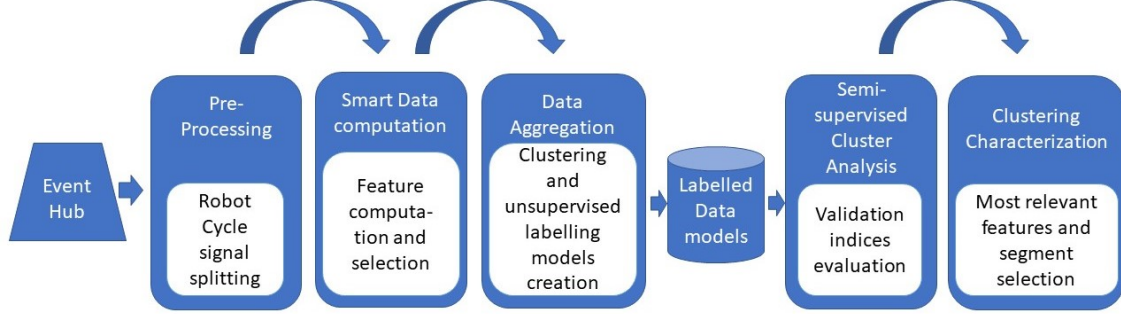 Event
Hub
Pre-
Processing
Robot
Cycle
signal
splitting
Smart Data
computation
Feature
computa-
tion and
selection
Data
Aggregation
Clustering
and
unsupervised
labelling
models
creation
Labelled
Data
models
Semi-
supervised
Cluster
Analysis
Validation
indices
evaluation
Clustering
Characterization
Most relevant
features and
segment
selection